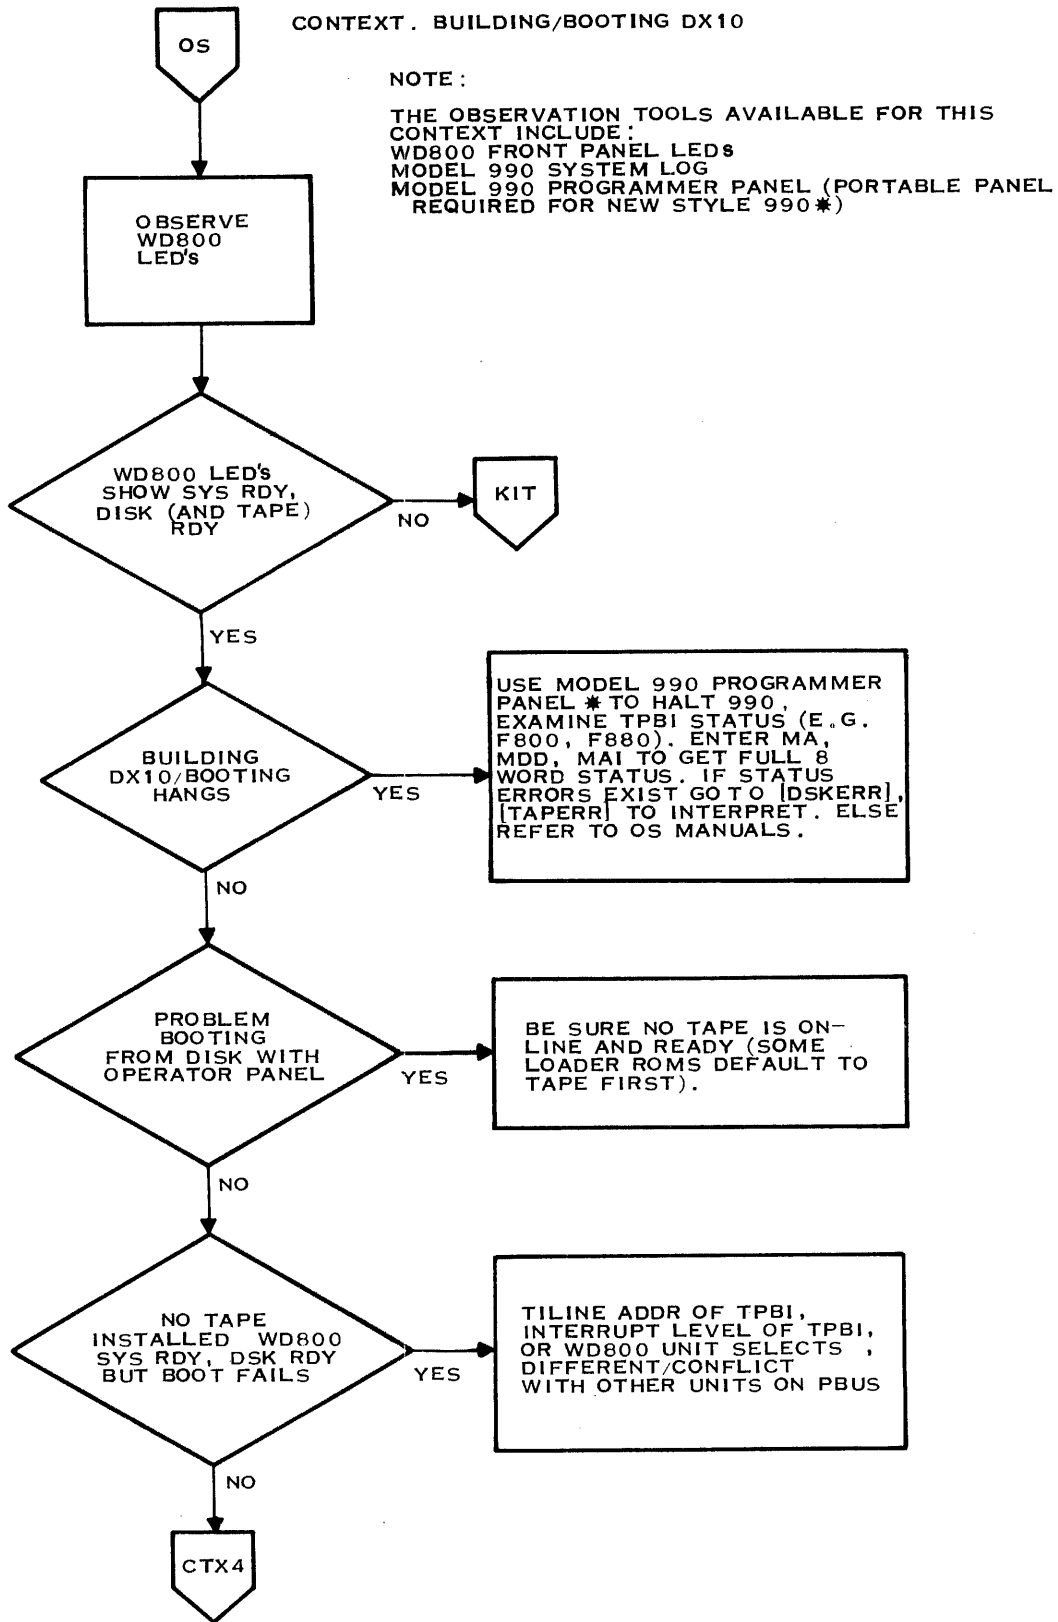 OS
CONTEXT. BUILDING/BOOTING DX10
NOTE:
THE OBSERVATION TOOLS AVAILABLE FOR THIS
CONTEXT INCLUDE:
WD800 FRONT PANEL LEDs
MODEL 990 SYSTEM LOG
MODEL 990 PROGRAMMER PANEL (PORTABLE PANEL
REQUIRED FOR NEW STYLE 990✱)
OBSERVE
WD800
LED's
WD800 LED's
SHOW SYS RDY,
DISK (AND TAPE)
RDY
NO
KIT
YES
BUILDING
DX10/BOOTING
HANGS
YES
USE MODEL 990 PROGRAMMER
PANEL ✱ TO HALT 990,
EXAMINE TPBI STATUS (E.G.
F800, F880). ENTER MA,
MDD, MAI TO GET FULL 8
WORD STATUS. IF STATUS
ERRORS EXIST GO TO [DSKERR],
[TAPERR] TO INTERPRET. ELSE
REFER TO OS MANUALS.
NO
PROBLEM
BOOTING
FROM DISK WITH
OPERATOR PANEL
YES
BE SURE NO TAPE IS ON-
LINE AND READY (SOME
LOADER ROMS DEFAULT TO
TAPE FIRST).
NO
NO TAPE
INSTALLED WD800
SYS RDY, DSK RDY
BUT BOOT FAILS
YES
TILINE ADDR OF TPBI,
INTERRUPT LEVEL OF TPBI,
OR WD800 UNIT SELECTS ,
DIFFERENT/CONFLICT
WITH OTHER UNITS ON PBUS
NO
CTX4